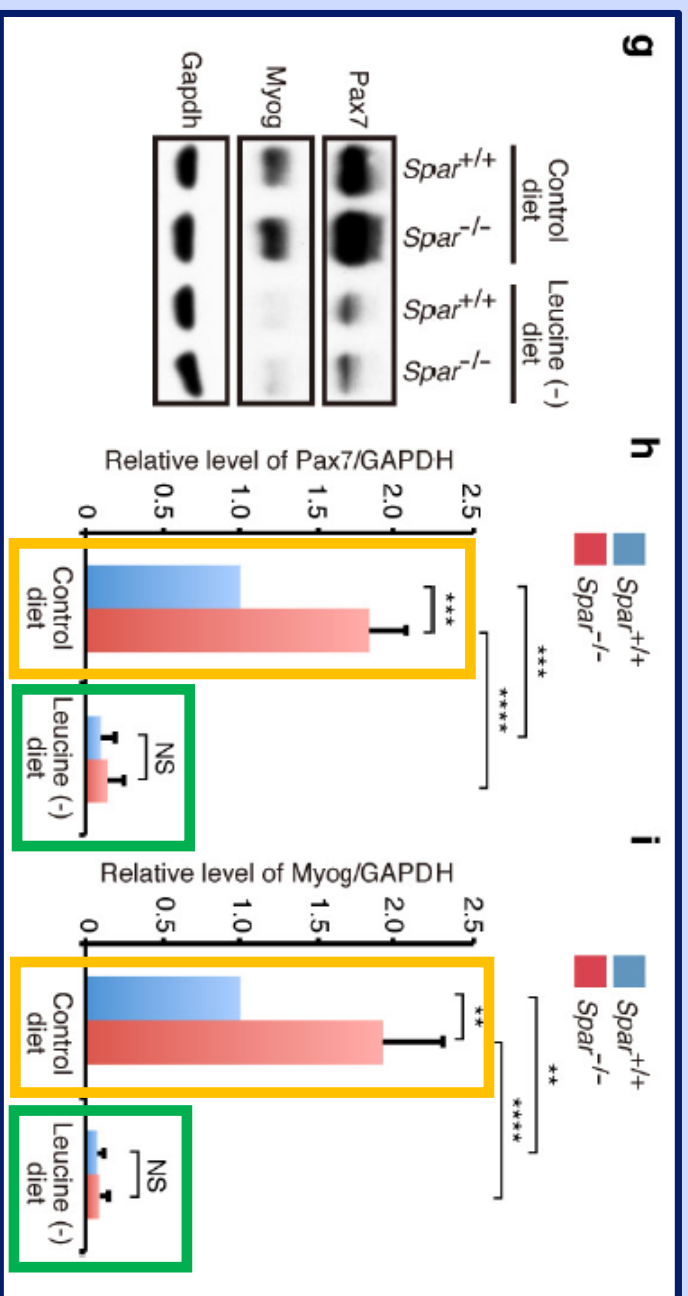 g
Control
diet
Leucine (-)
diet
Spar+/+
Spar-/-
Spar+/+
Spar-/-
Pax7
Myog
Gapdh
h
Spar+/+
Spar-/-
Relative level of Pax7/GAPDH
2.5
2.0
1.5
1.0
0.5
0
***
****
***
NS
Control
diet
Leucine (-)
diet
i
Spar+/+
Spar-/-
Relative level of Myog/GAPDH
2.5
2.0
1.5
1.0
0.5
0
**
****
**
NS
Control
diet
Leucine (-)
diet